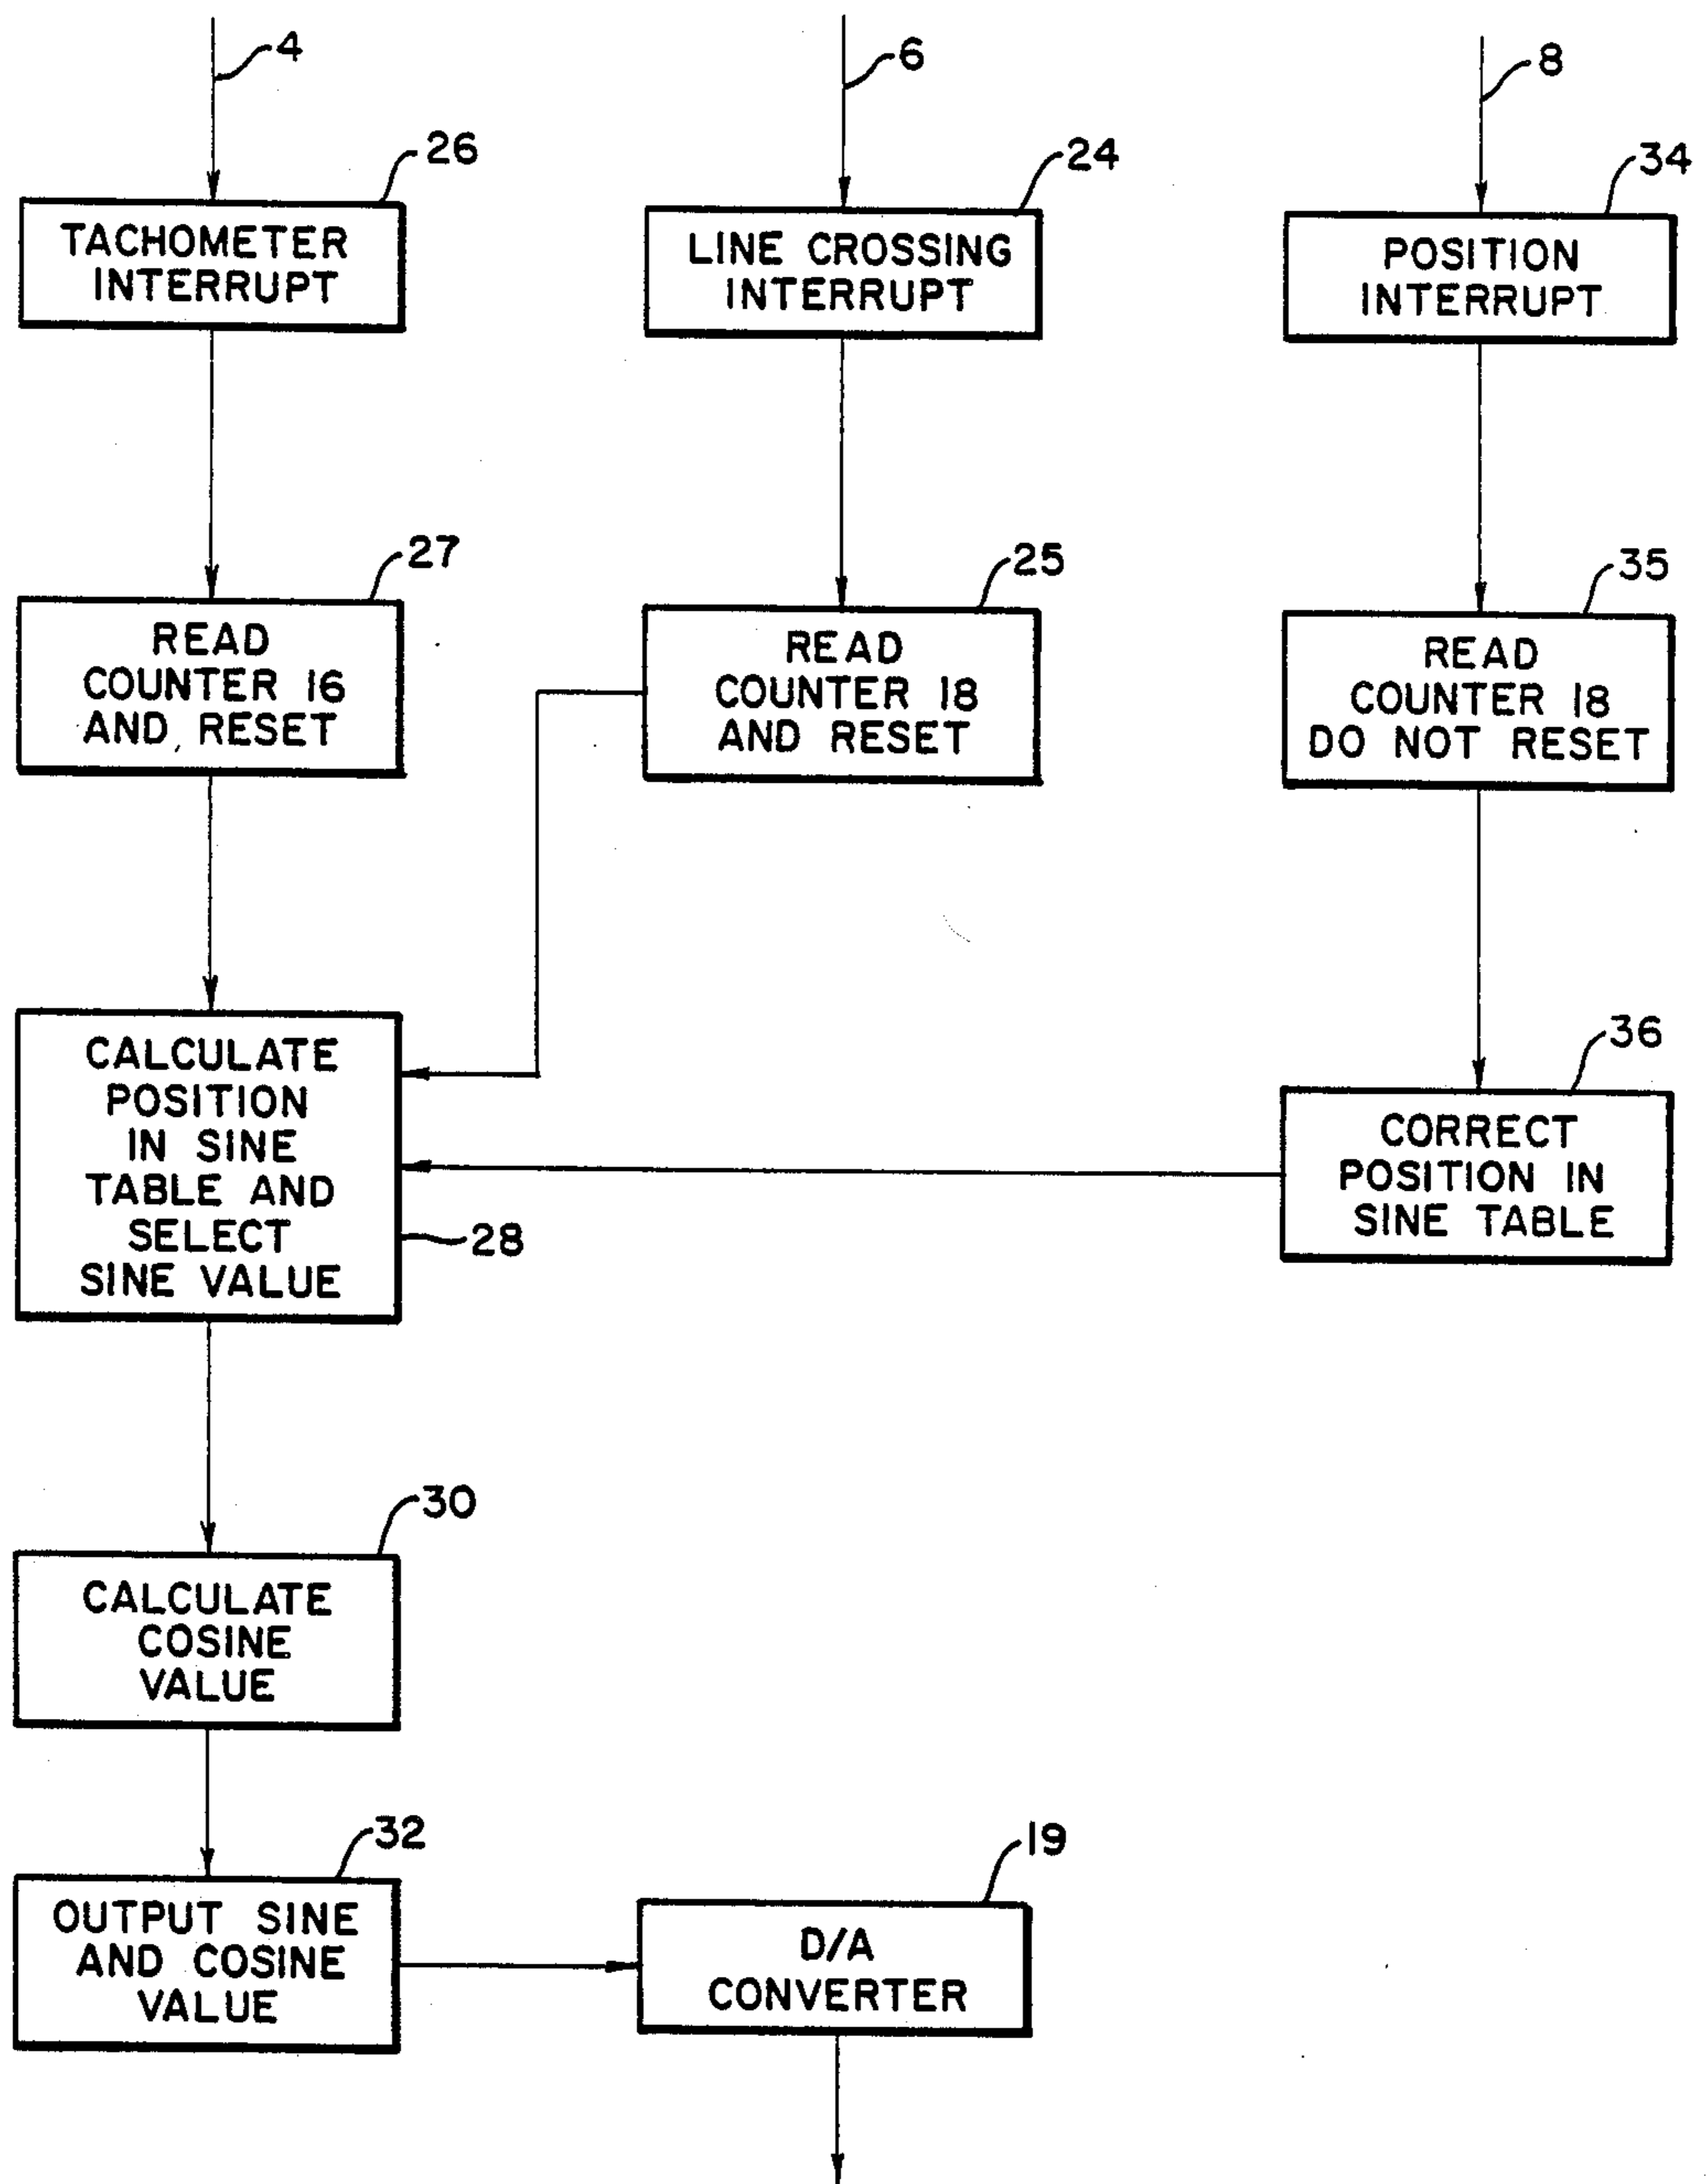 4
6
8
26
24
34
TACHOMETER
INTERRUPT
LINE CROSSING
INTERRUPT
POSITION
INTERRUPT
27
25
35
READ
COUNTER 16
AND RESET
READ
COUNTER 18
AND RESET
READ
COUNTER 18
DO NOT RESET
36
CALCULATE
POSITION
IN SINE
TABLE AND
SELECT
SINE VALUE
28
CORRECT
POSITION IN
SINE TABLE
30
CALCULATE
COSINE
VALUE
32
19
OUTPUT SINE
AND COSINE
VALUE
D/A
CONVERTER